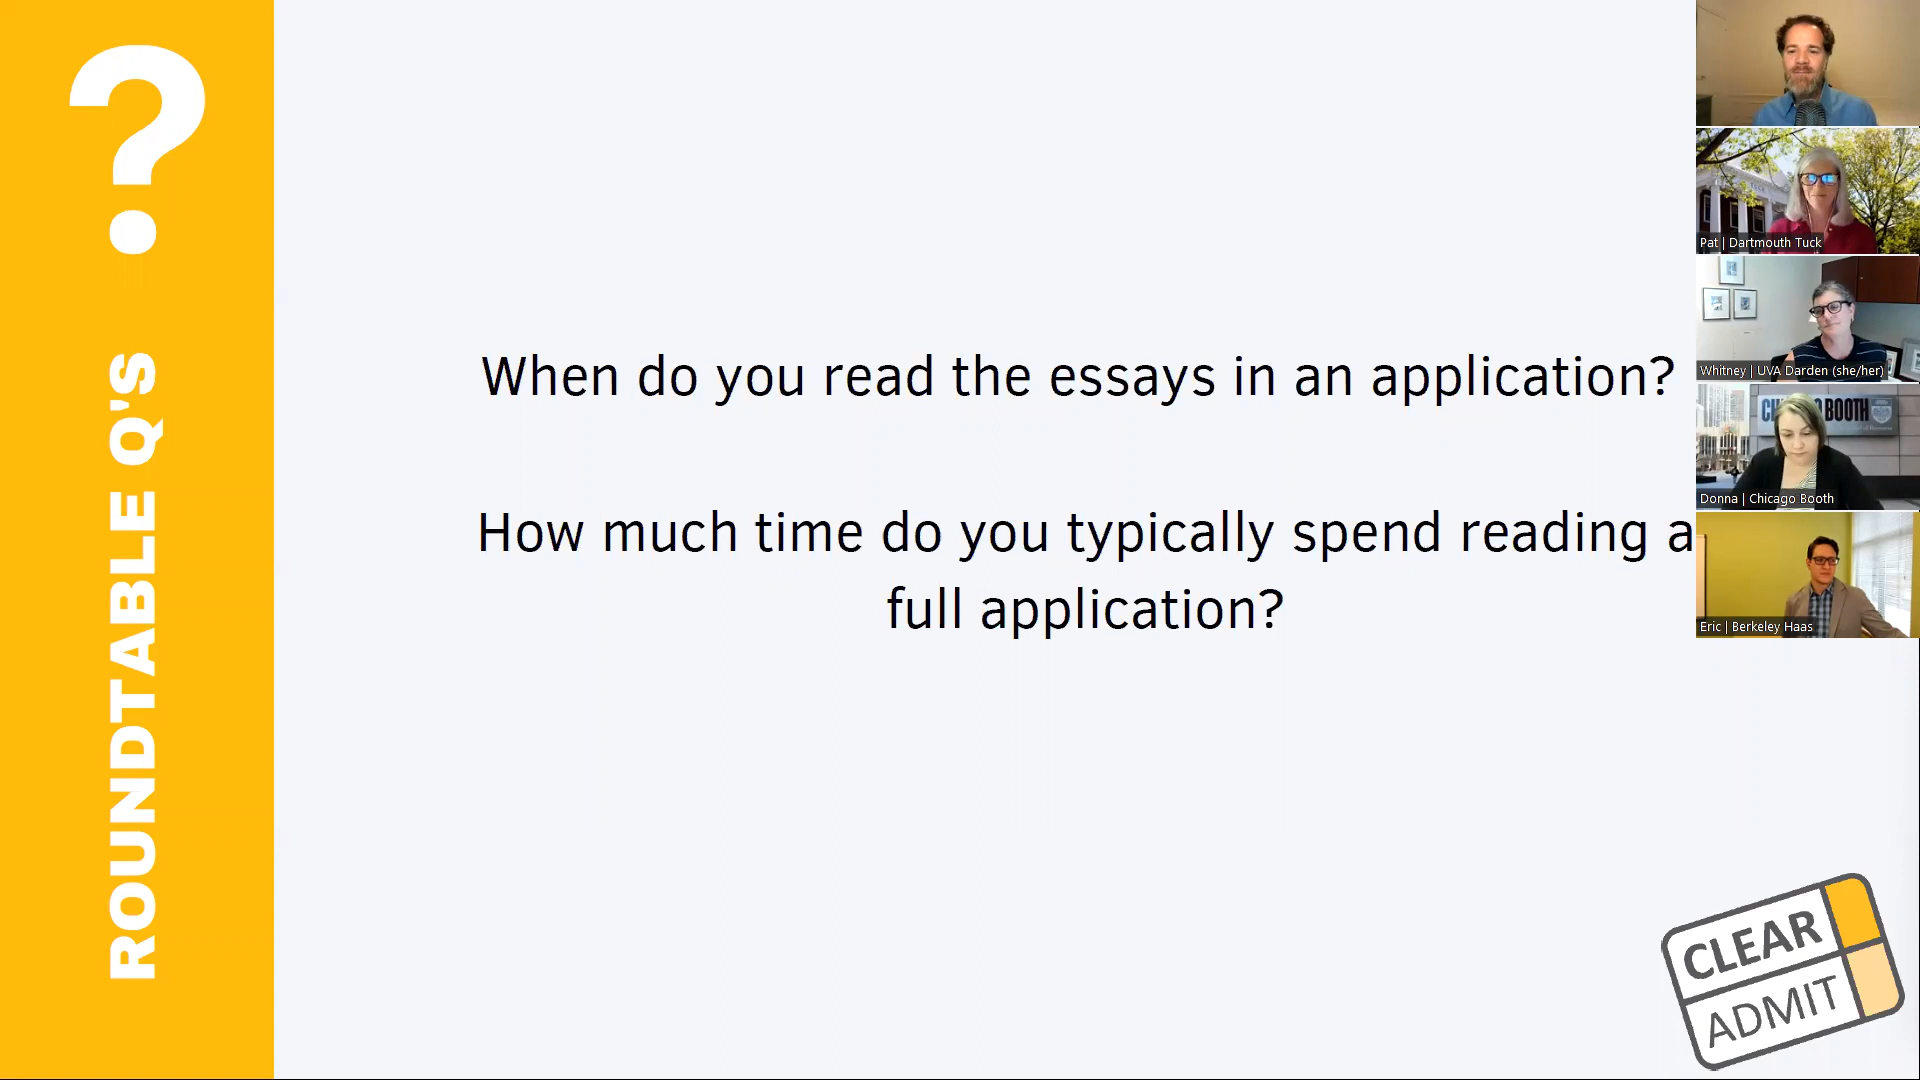 ?
ROUNDTABLE Q'S
When do you read the essays in an application?
How much time do you typically spend reading a
full application?
Pat | Dartmouth Tuck
Whitney | UVA Darden (she/her)
BOOTH
Donna | Chicago Booth
Eric | Berkeley Haas
CLEAR
ADMIT